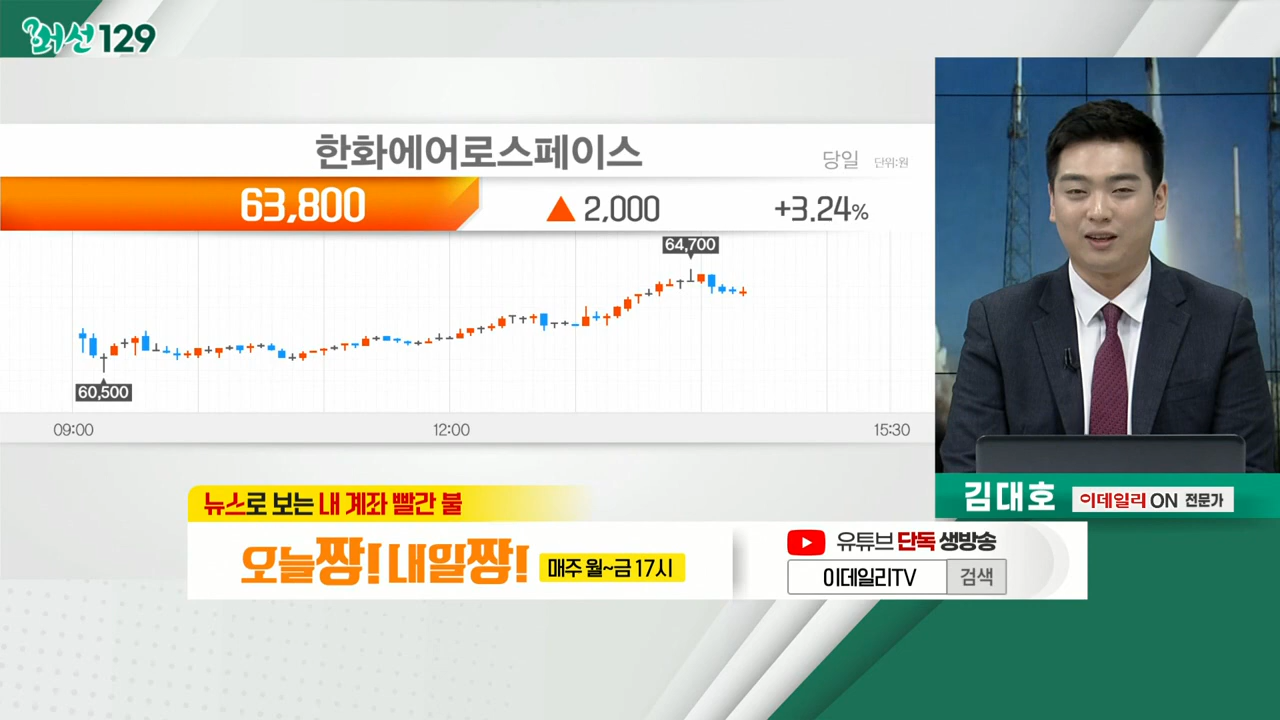 머선129
한화에어로스페이스
당일 단위:원
63,800 ▲ 2,000 +3.24%
64,700
60,500
09:00 12:00 15:30
김대호 이데일리ON 전문가
뉴스로 보는 내 계좌 빨간 불
오늘짱! 내일짱! 매주 월~금 17시
유튜브 단독 생방송
이데일리TV 검색